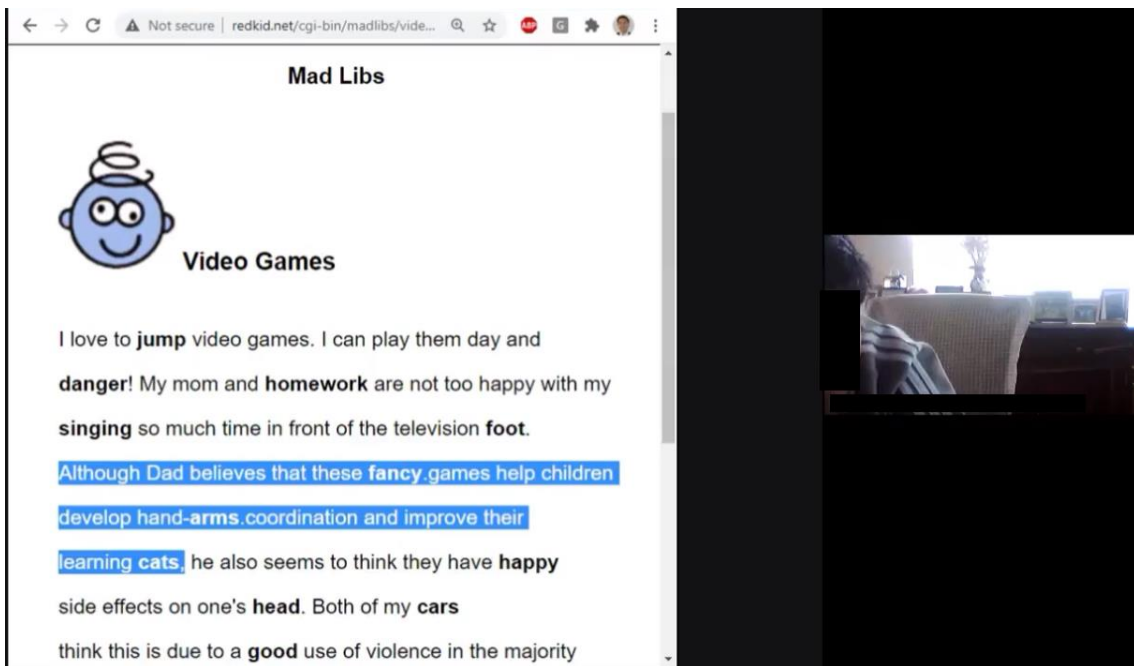 Not secure | redkid.net/cgi-bin/madlibs/vide...
ABP
G
Mad Libs
Video Games
I love to jump video games. I can play them day and
danger! My mom and homework are not too happy with my
singing so much time in front of the television foot.
Although Dad believes that these fancy.games help children
develop hand-arms.coordination and improve their
learning cats, he also seems to think they have happy
side effects on one's head. Both of my cars
think this is due to a good use of violence in the majority